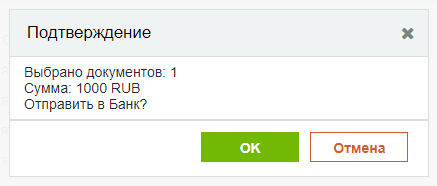 Подтверждение
Выбрано документов: 1
Сумма: 1000 RUB
Отправить в Банк?
OK
Отмена